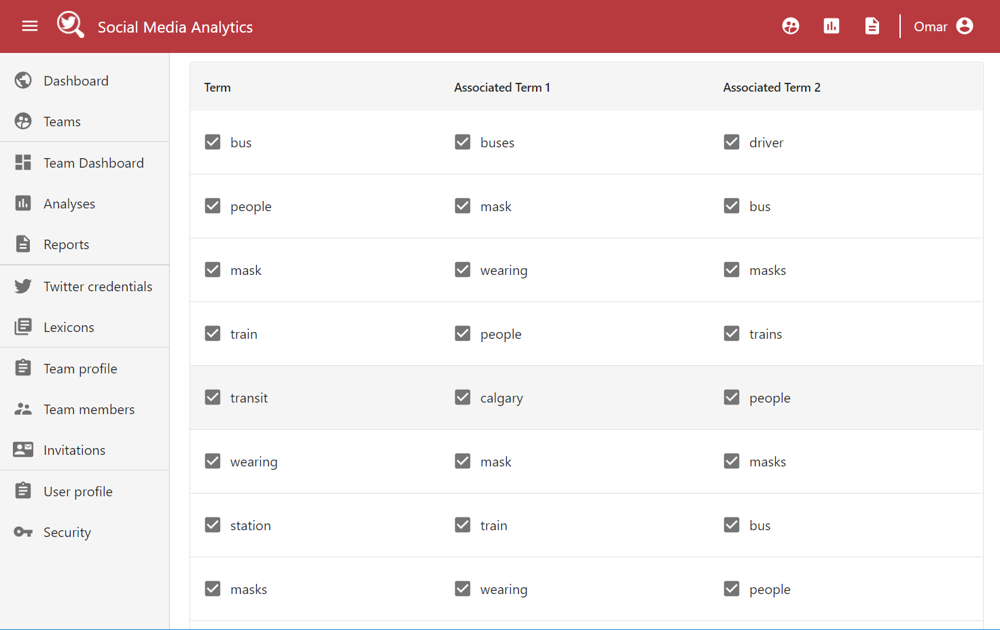 Social Media Analytics
Omar
Dashboard
Teams
Team Dashboard
Analyses
Reports
Twitter credentials
Lexicons
Team profile
Team members
Invitations
User profile
Security
Term Associated Term 1 Associated Term 2
bus buses driver
people mask bus
mask wearing masks
train people trains
transit calgary people
wearing mask masks
station train bus
masks wearing people